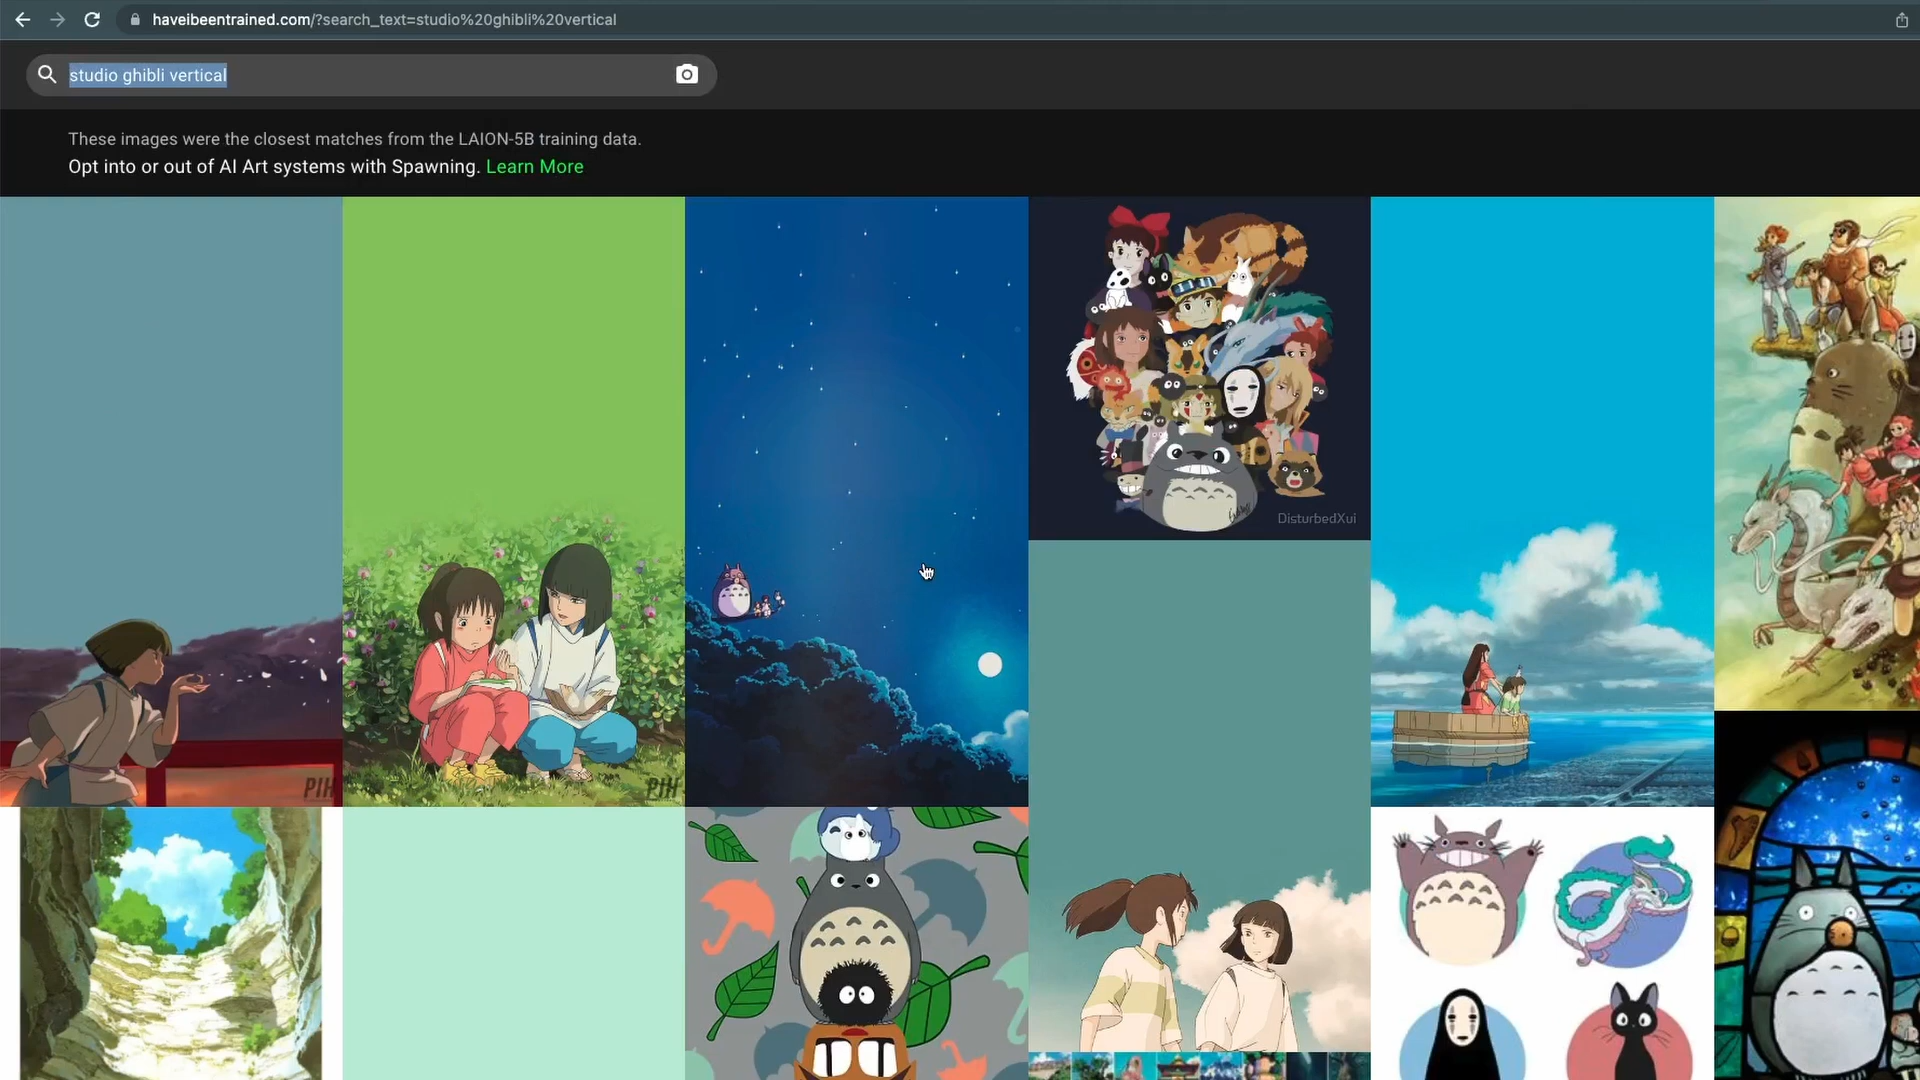 haveibeentrained.com/?search_text=studio%20ghibli%20vertical
studio ghibli vertical
These images were the closest matches from the LAION-5B training data.
Opt into or out of AI Art systems with Spawning. Learn More
DisturbedXui
PIH
PIH